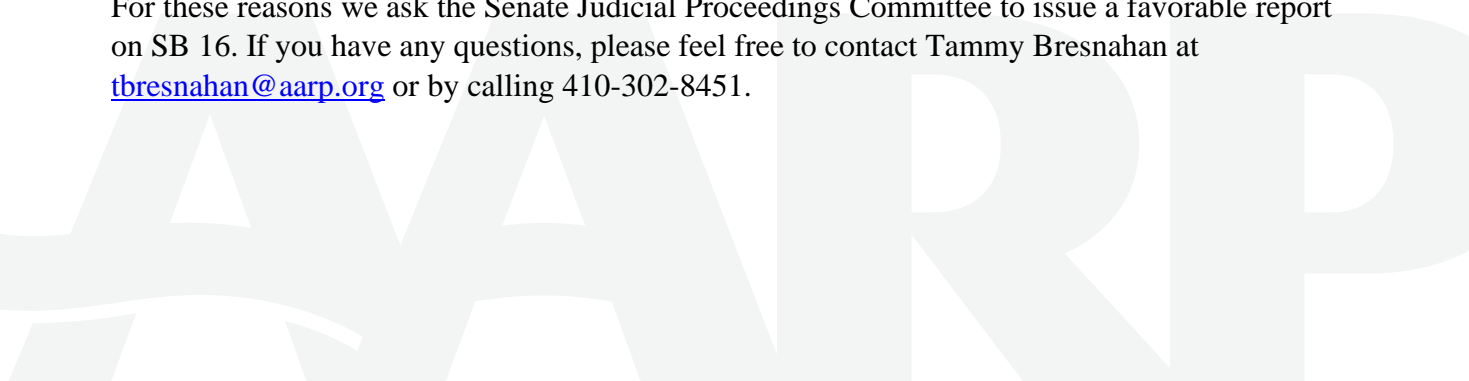 For these reasons we ask the Senate Judicial Proceedings Committee to issue a favorable report
on SB 16. If you have any questions, please feel free to contact Tammy Bresnahan at
tbresnahan@aarp.org or by calling 410-302-8451.
AARP